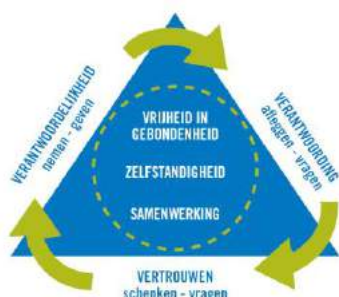 VERANTWOORDELIJKHEID
nemen - geven
VRIJHEID IN
GEBONDENHEID
ZELFSTANDIGHEID
SAMENWERKING
VERANTWOORDING
afleggen - vragen
VERTROUWEN
schenken - vragen